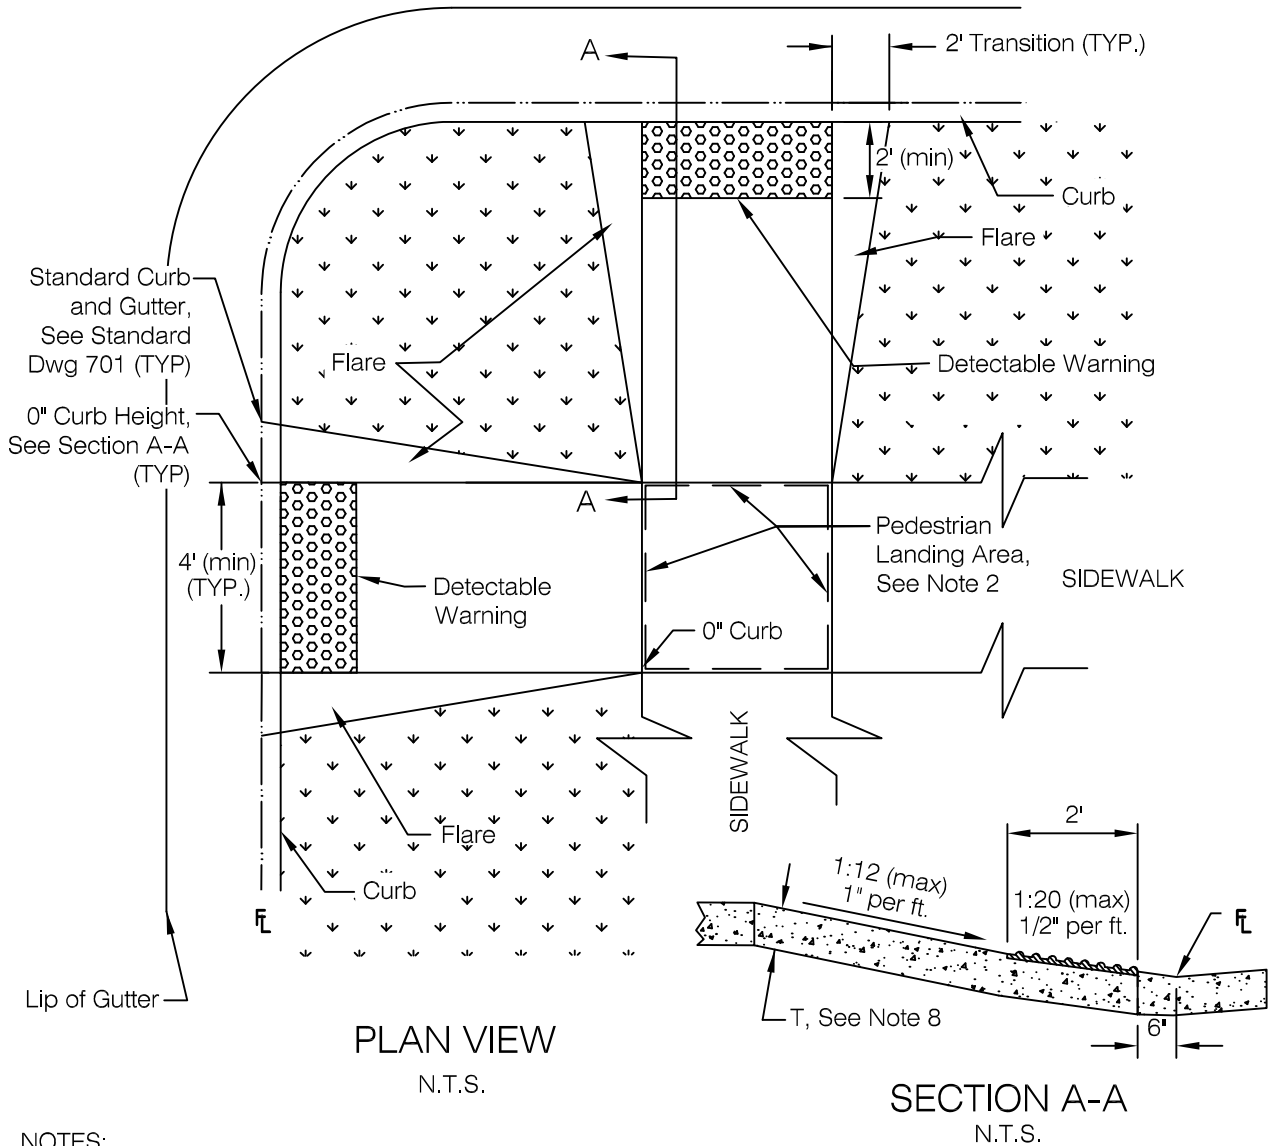 A
2' Transition (TYP.)
2' (min)
Curb
Flare
Standard Curb
and Gutter,
See Standard
Dwg 701 (TYP)
Flare
Detectable Warning
0" Curb Height,
See Section A-A
(TYP)
A
4' (min)
(TYP.)
Detectable
Warning
Pedestrian
Landing Area,
See Note 2
SIDEWALK
0" Curb
SIDEWALK
Flare
Curb
FL
Lip of Gutter
PLAN VIEW
N.T.S.
2'
1:12 (max)
1" per ft.
1:20 (max)
1/2" per ft.
FL
T, See Note 8
6"
SECTION A-A
N.T.S.
NOTES: